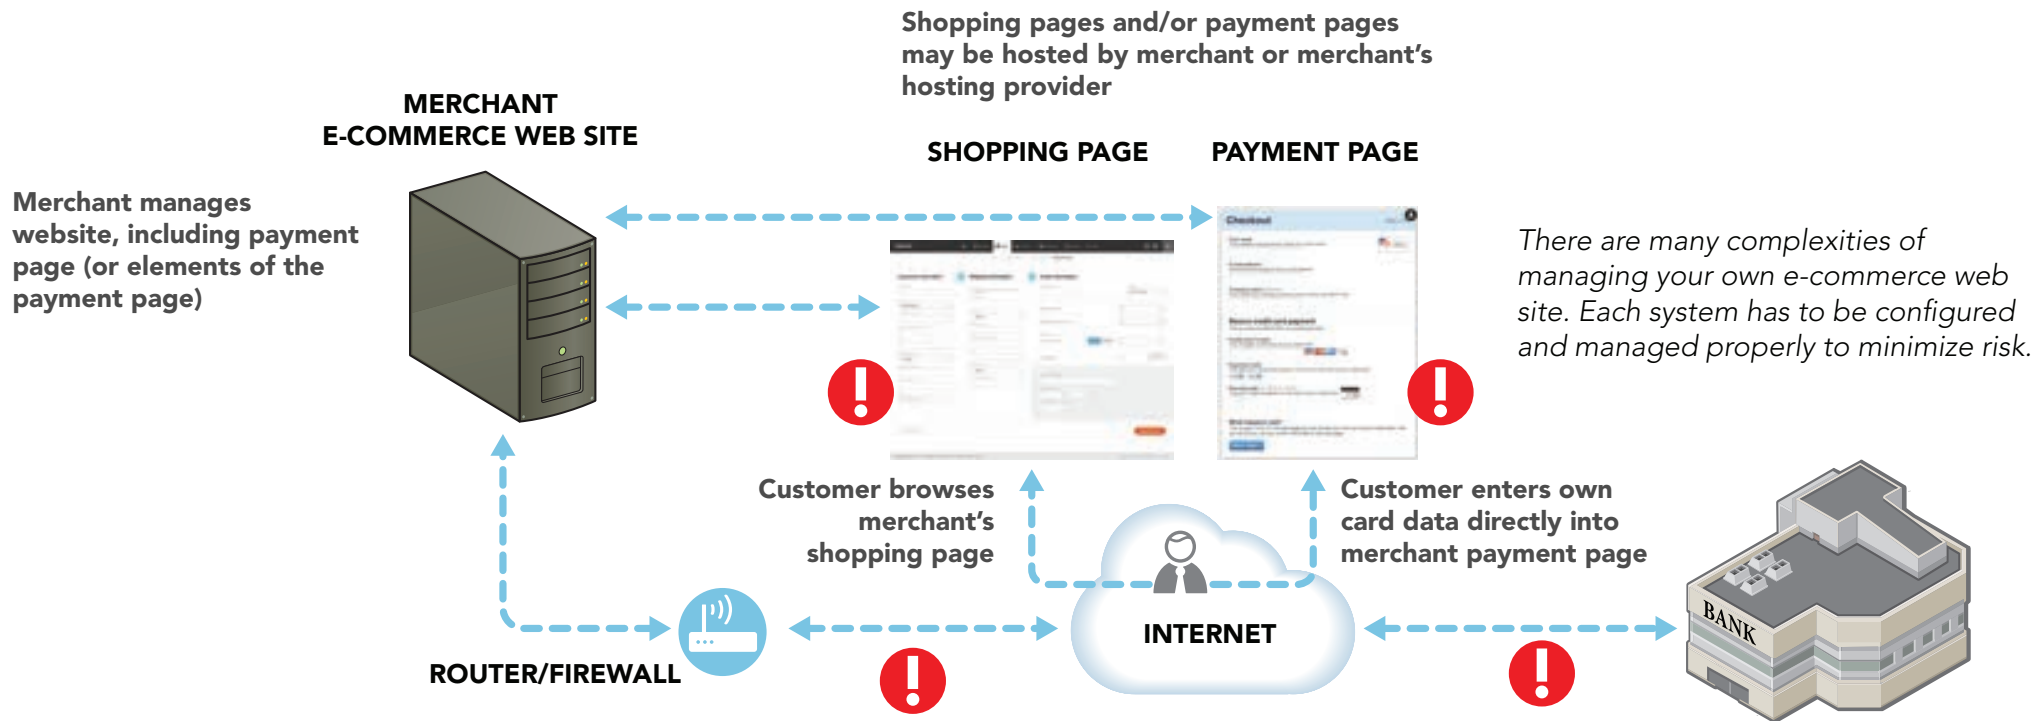 Shopping pages and/or payment pages
may be hosted by merchant or merchant's
hosting provider
MERCHANT
E-COMMERCE WEB SITE
SHOPPING PAGE
PAYMENT PAGE
Merchant manages
website, including payment
page (or elements of the
payment page)
Checkout
There are many complexities of
managing your own e-commerce web
site. Each system has to be configured
and managed properly to minimize risk.
Customer browses
merchant's
shopping page
Customer enters own
card data directly into
merchant payment page
INTERNET
BANK
ROUTER/FIREWALL